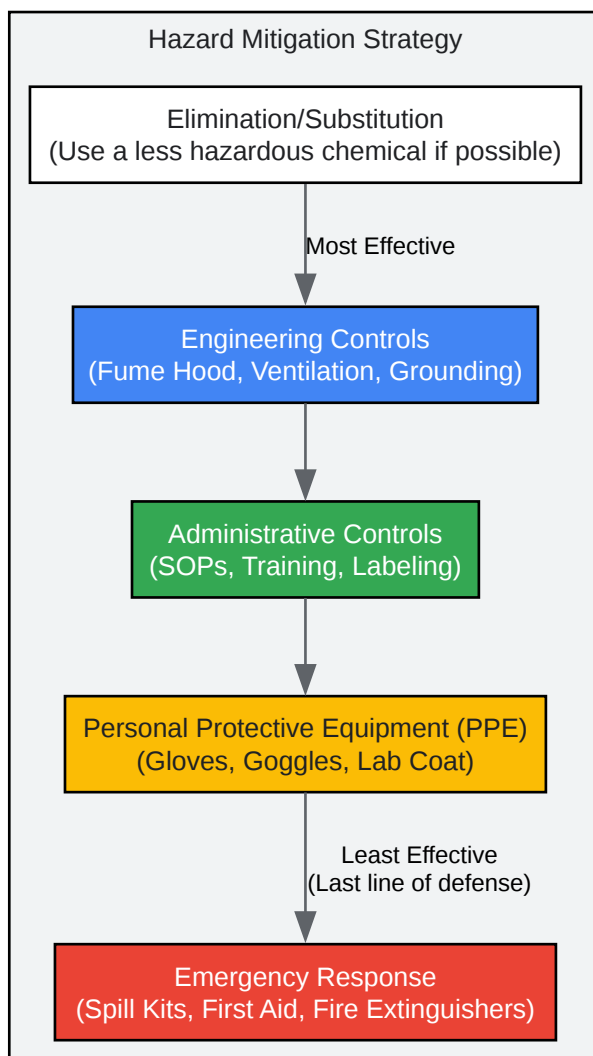 Hazard Mitigation Strategy
Elimination/Substitution
(Use a less hazardous chemical if possible)
Most Effective
Engineering Controls
(Fume Hood, Ventilation, Grounding)
Administrative Controls
(SOPs, Training, Labeling)
Personal Protective Equipment (PPE)
(Gloves, Goggles, Lab Coat)
Least Effective
(Last line of defense)
Emergency Response
(Spill Kits, First Aid, Fire Extinguishers)